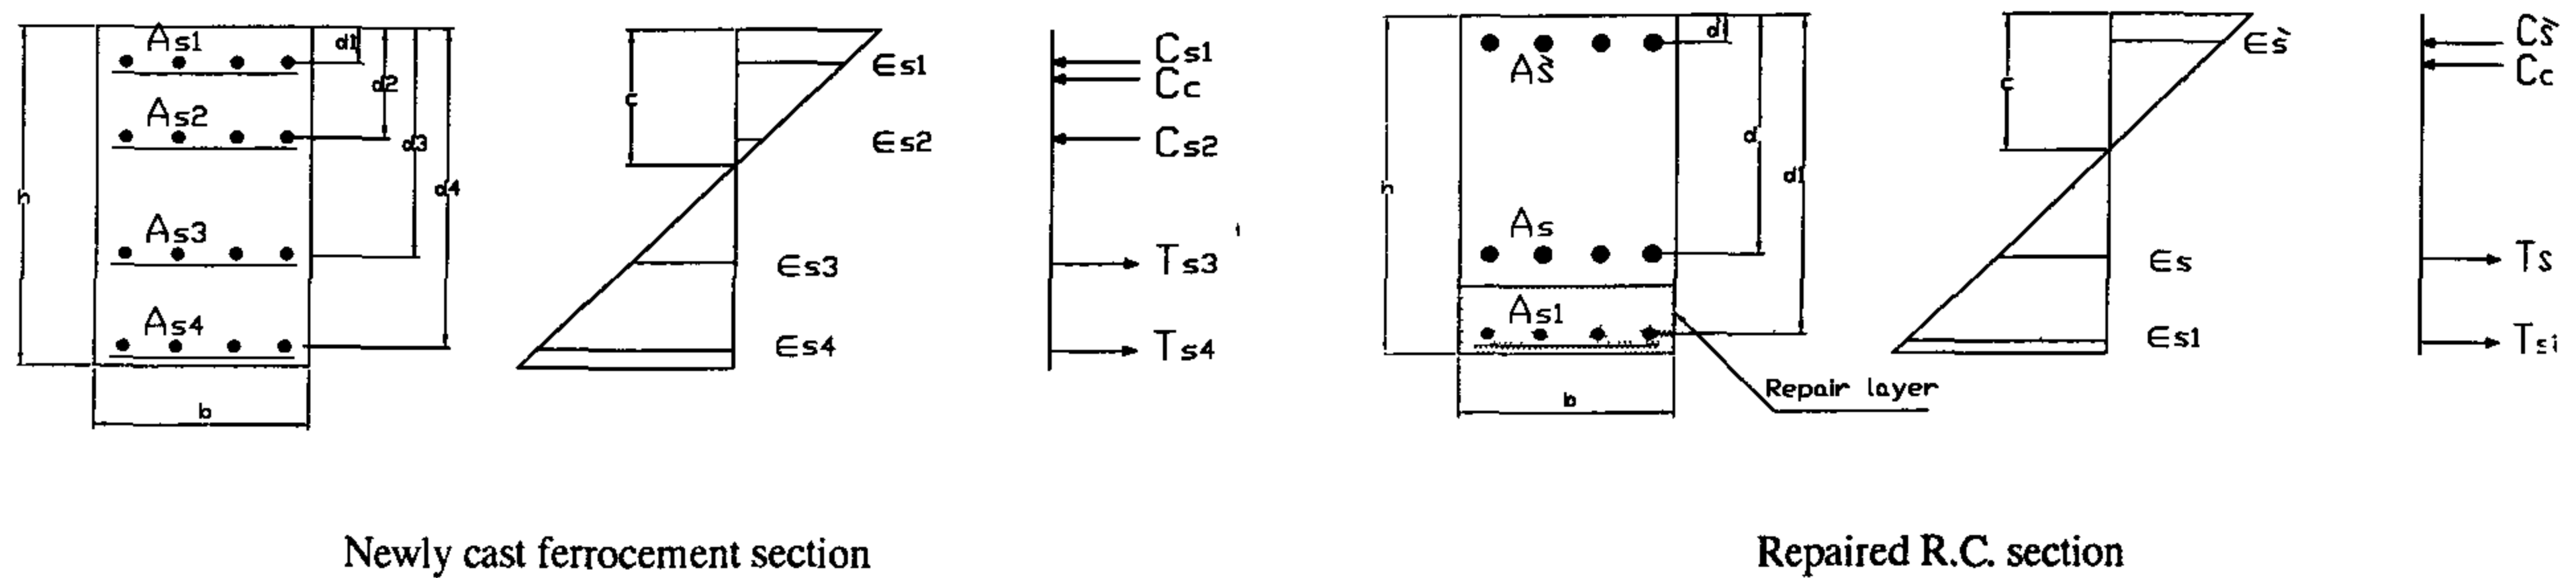 As1
d1
d2
As2
d3
h
d4
As3
As4
b
c
∈s1
∈s2
∈s3
∈s4
Cs1
Cc
Cs2
Ts3
Ts4
Newly cast ferrocement section
d̀
As̀
d
d1
h
As
As1
b
Repair layer
c
∈s̀
∈s
∈s1
Cs̀
Cc
Ts
Ts1
Repaired R.C. section